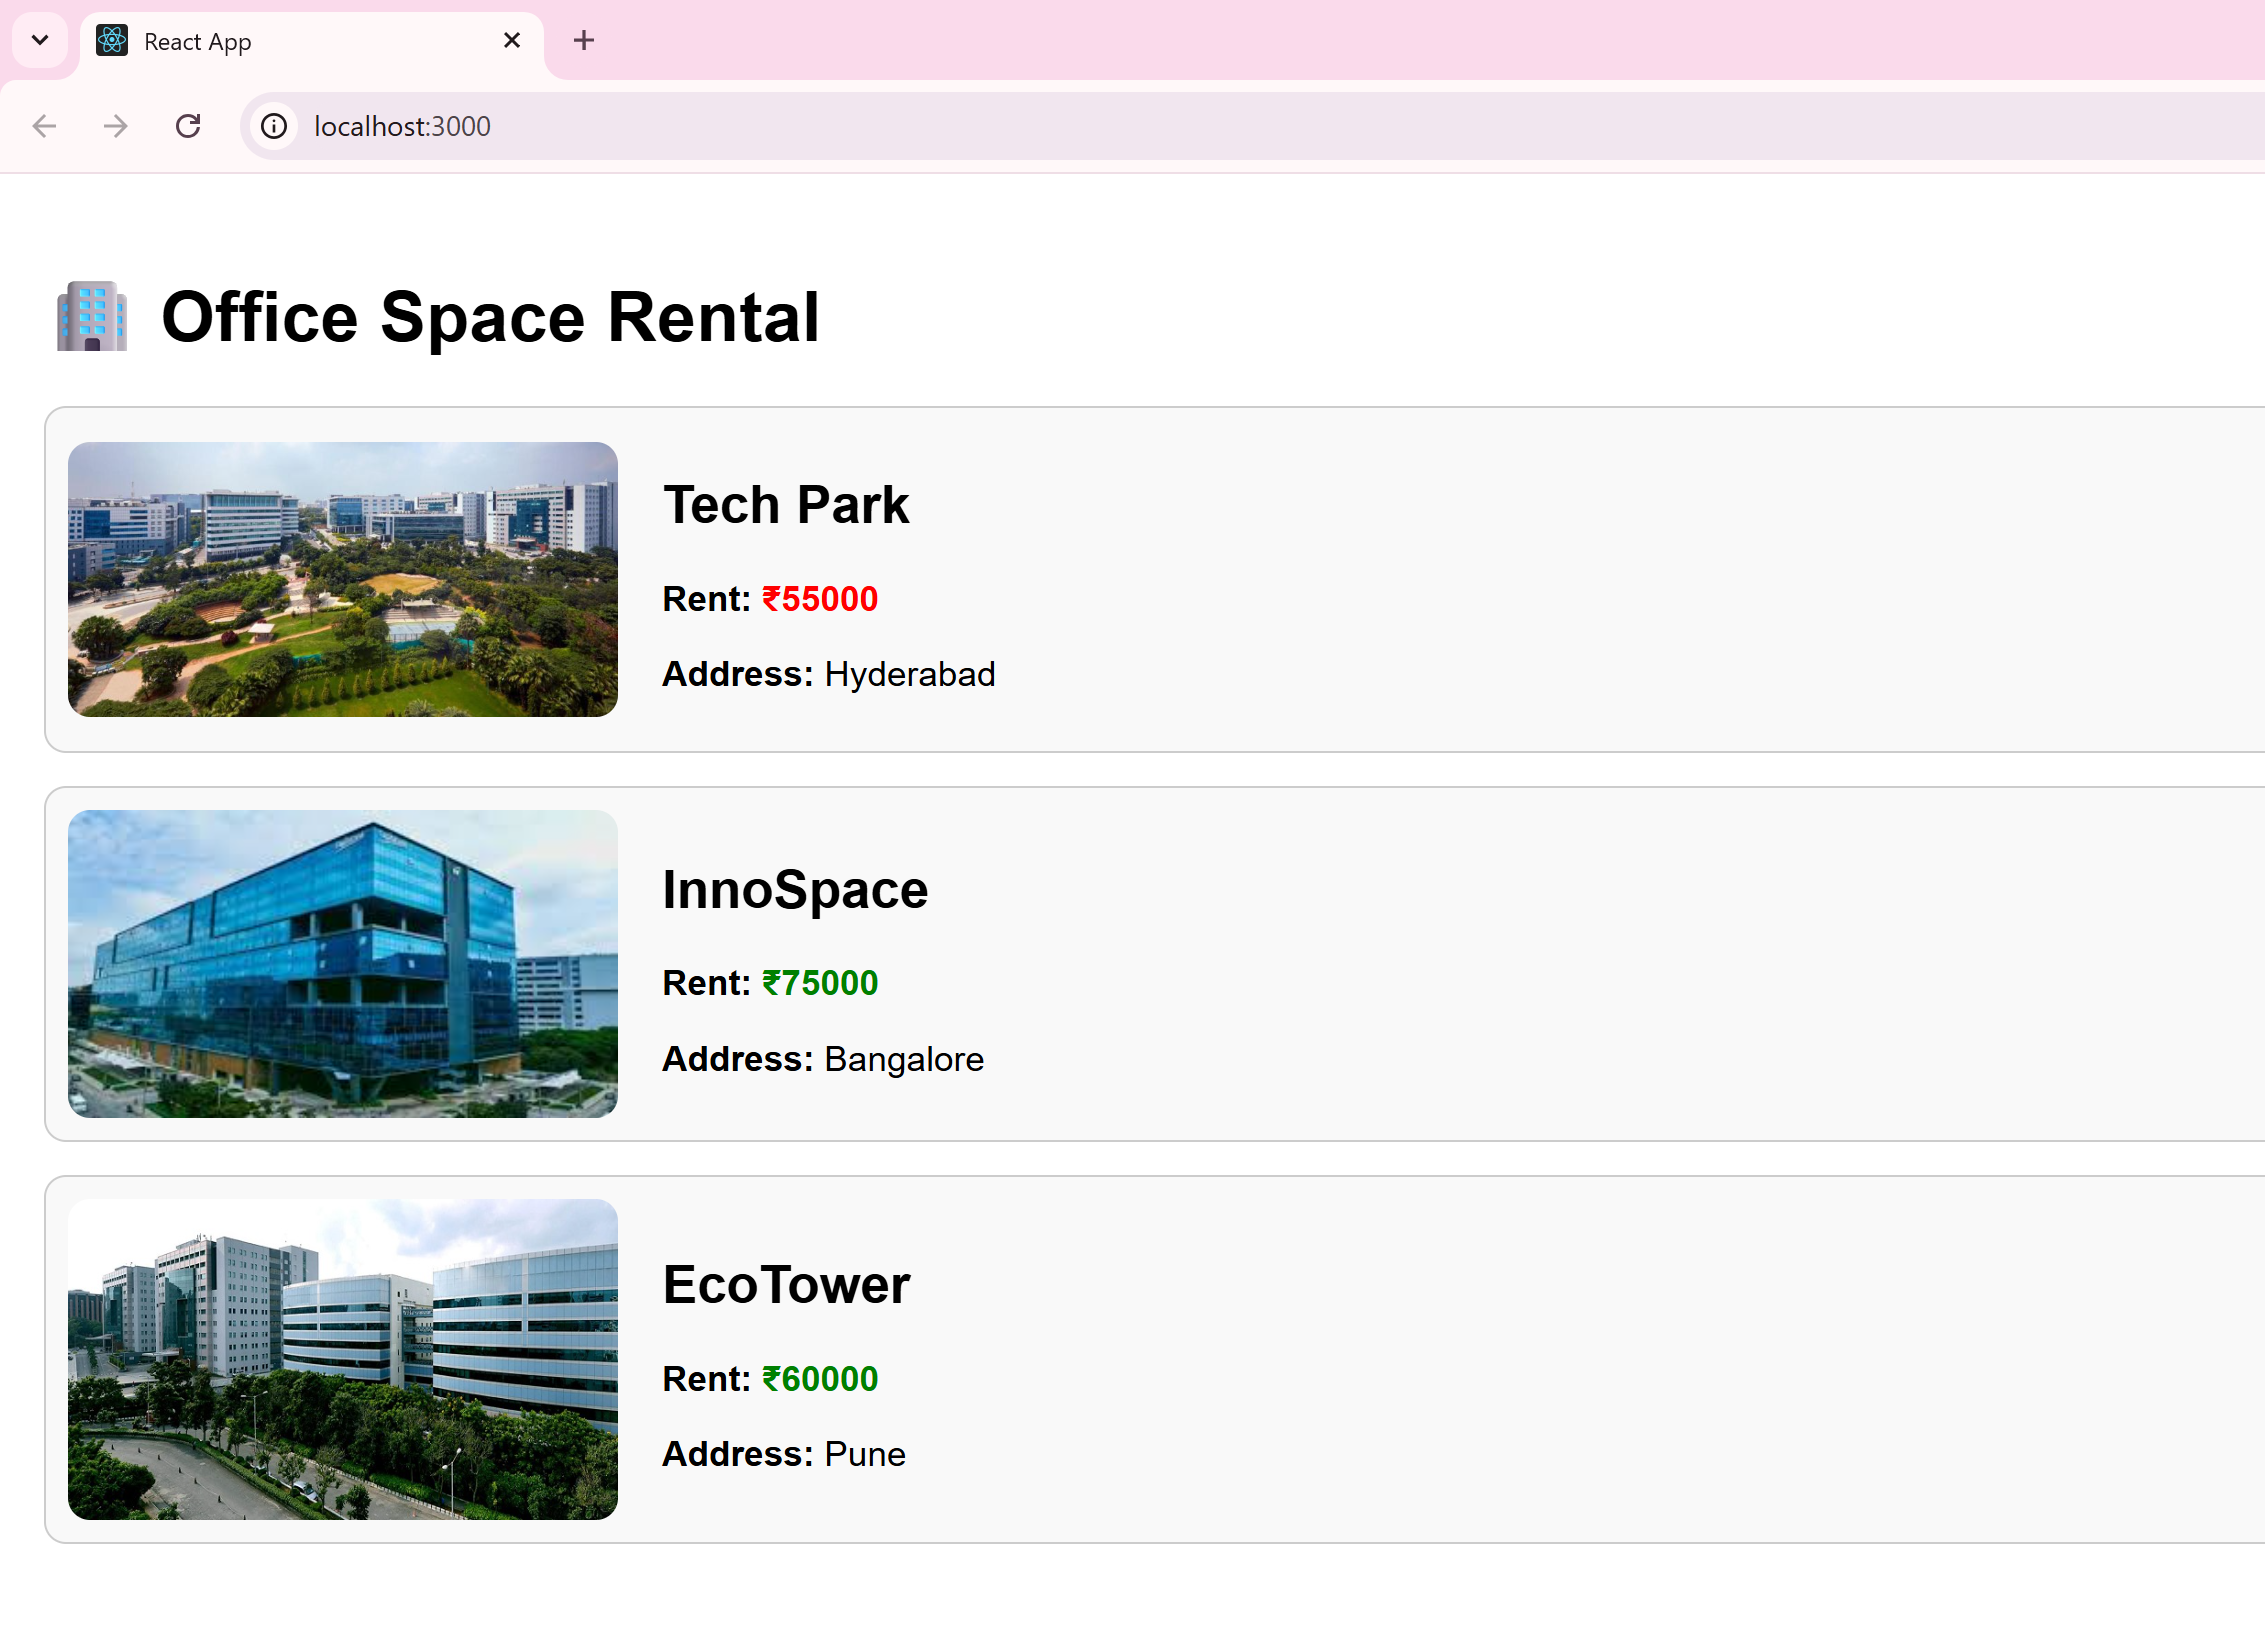 React App
localhost:3000
🏢 Office Space Rental
Tech Park
Rent: ₹55000
Address: Hyderabad
InnoSpace
Rent: ₹75000
Address: Bangalore
EcoTower
Rent: ₹60000
Address: Pune